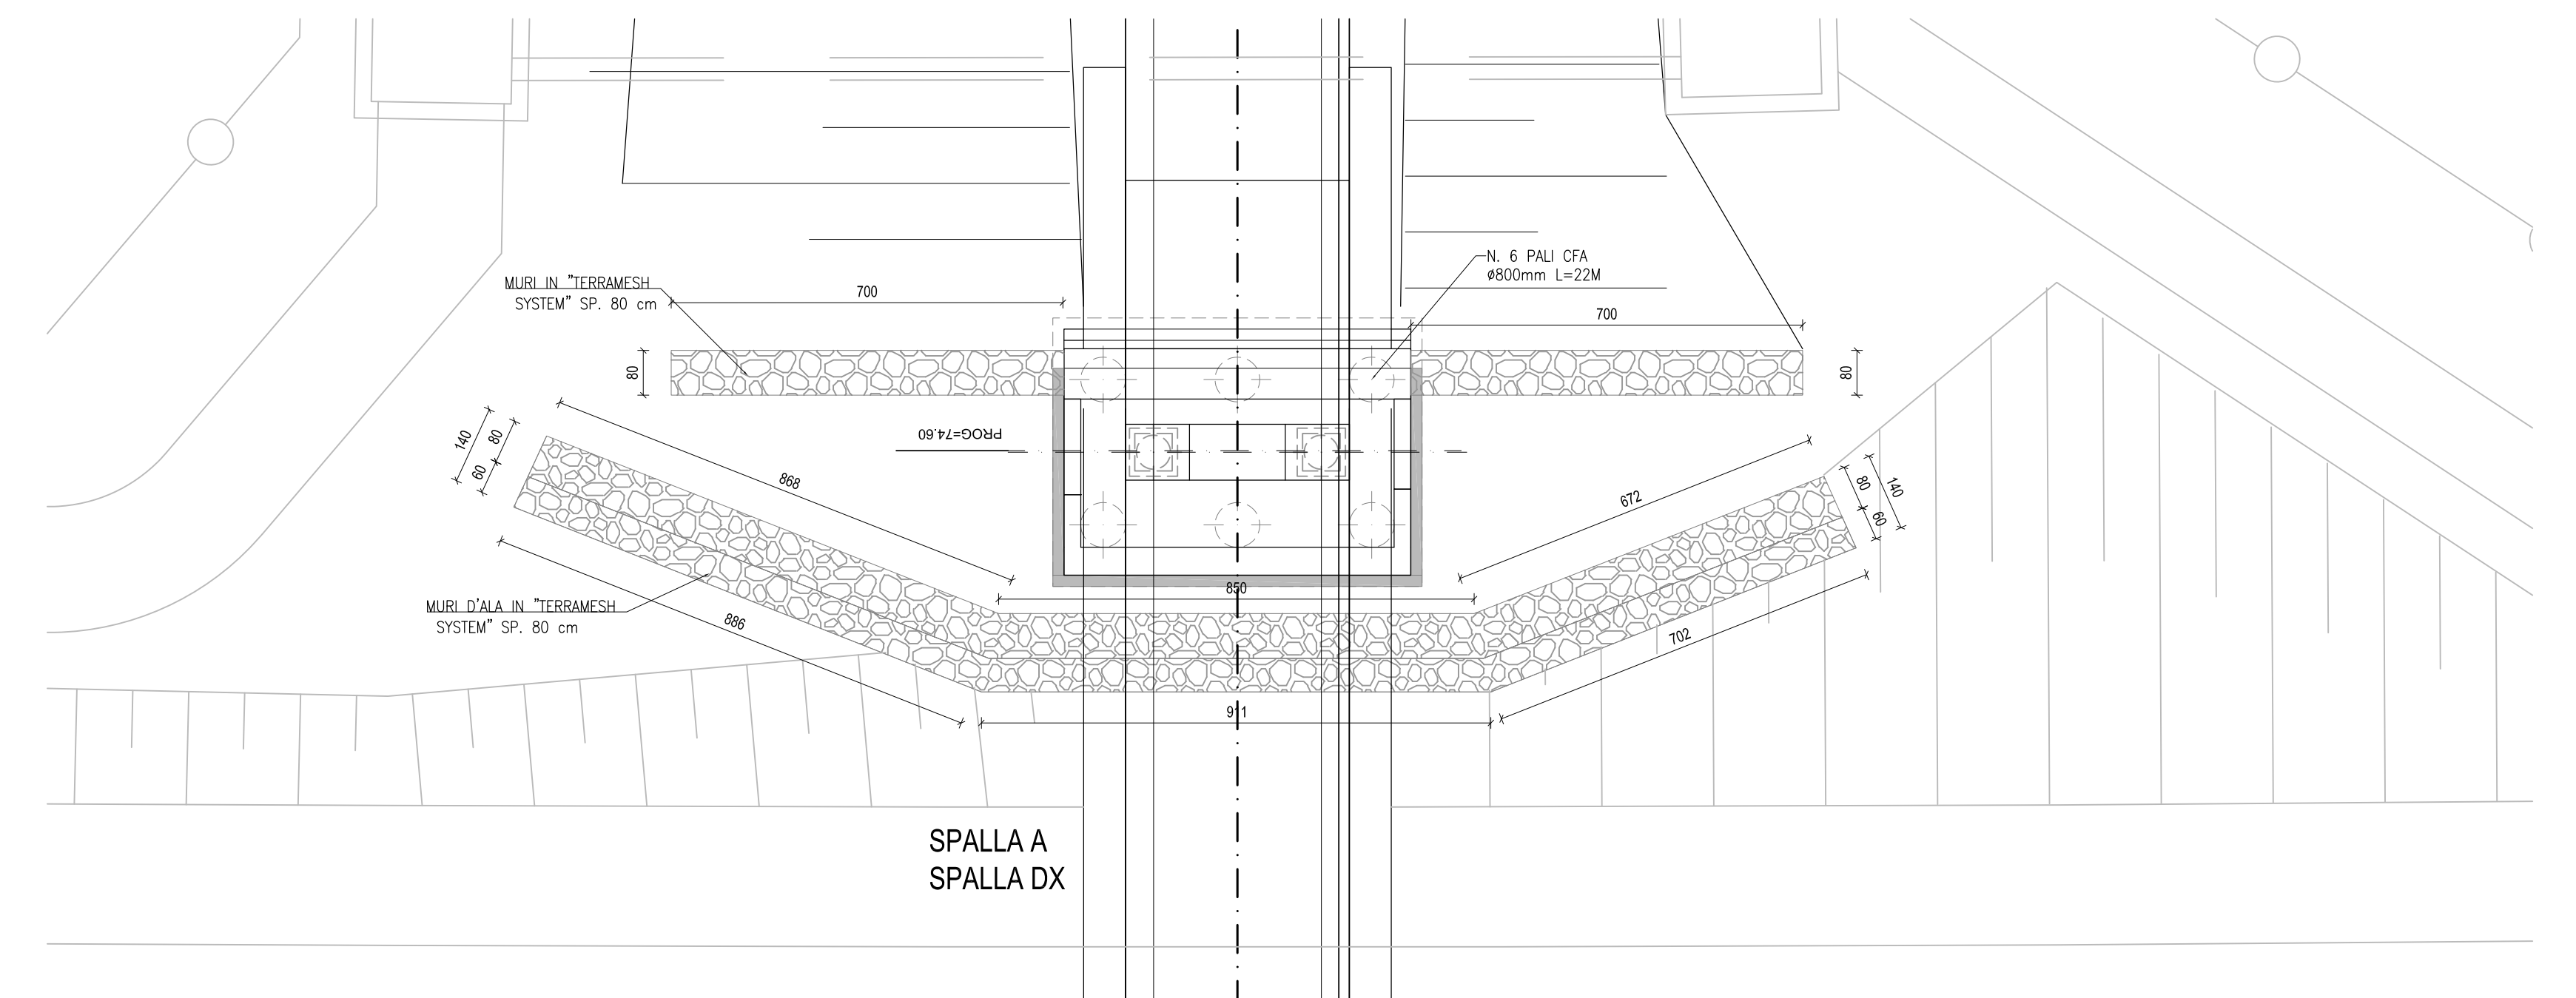 N. 6 PALI CFA
ø800mm L=22M
MURI IN "TERRAMESH
SYSTEM" SP. 80 cm
700
700
80
80
PROG=74.60
140
80
60
868
672
80
140
60
850
MURI D'ALA IN "TERRAMESH
SYSTEM" SP. 80 cm
886
702
911
SPALLA A
SPALLA DX